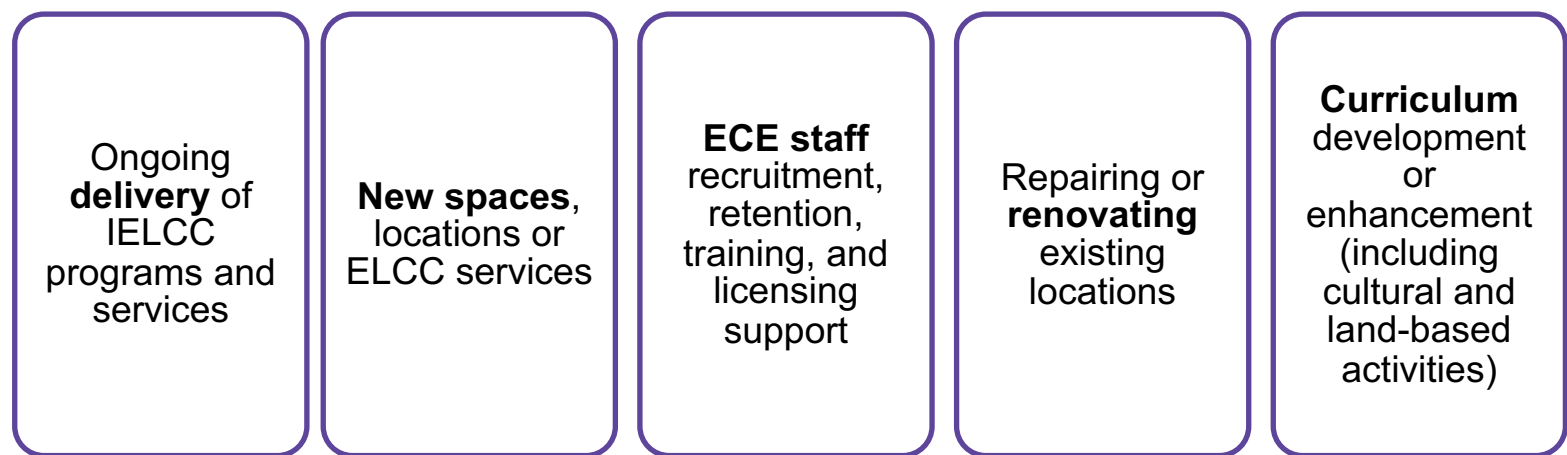 Ongoing
delivery of
IELCC
programs and
services
New spaces,
locations or
ELCC services
ECE staff
recruitment,
retention,
training, and
licensing
support
Repairing or
renovating
existing
locations
Curriculum
development
or
enhancement
(including
cultural and
land-based
activities)